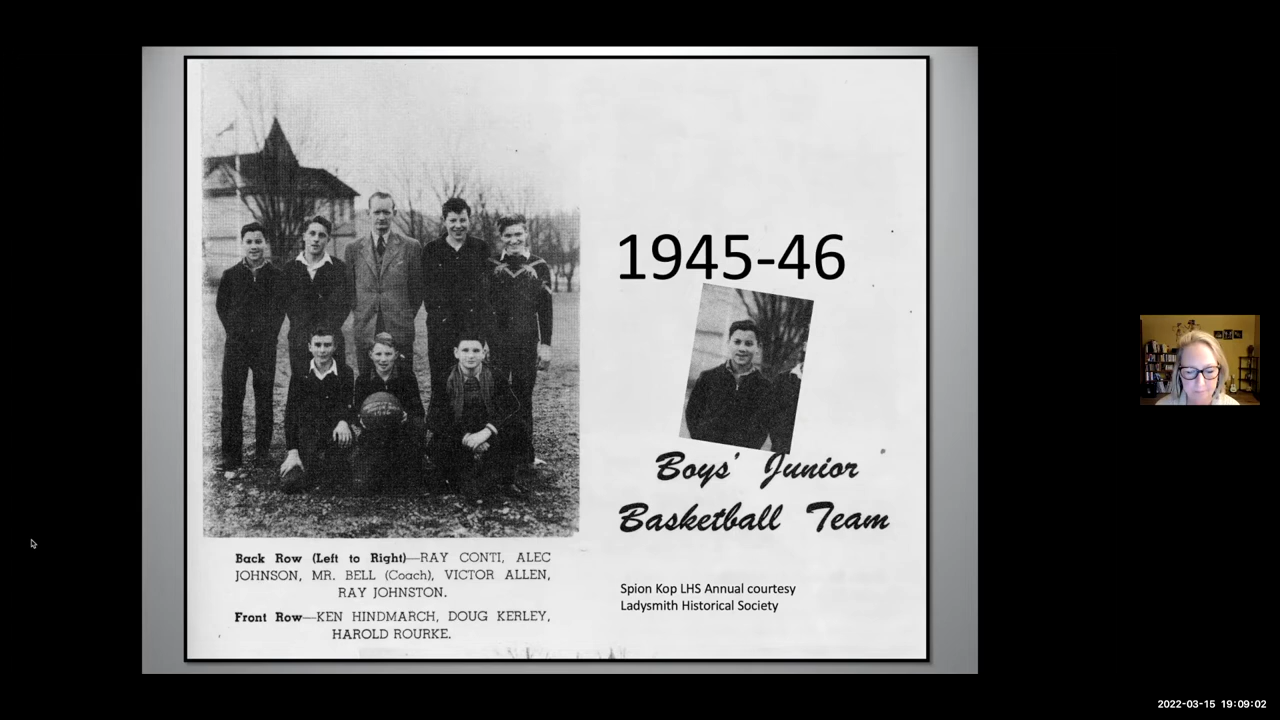 1945-46
Boys' Junior
Basketball Team
Back Row (Left to Right)—RAY CONTI, ALEC
JOHNSON, MR. BELL (Coach), VICTOR ALLEN,
RAY JOHNSTON.
Front Row—KEN HINDMARCH, DOUG KERLEY,
HAROLD ROURKE.
Spion Kop LHS Annual courtesy
Ladysmith Historical Society
2022-03-15 19:09:02